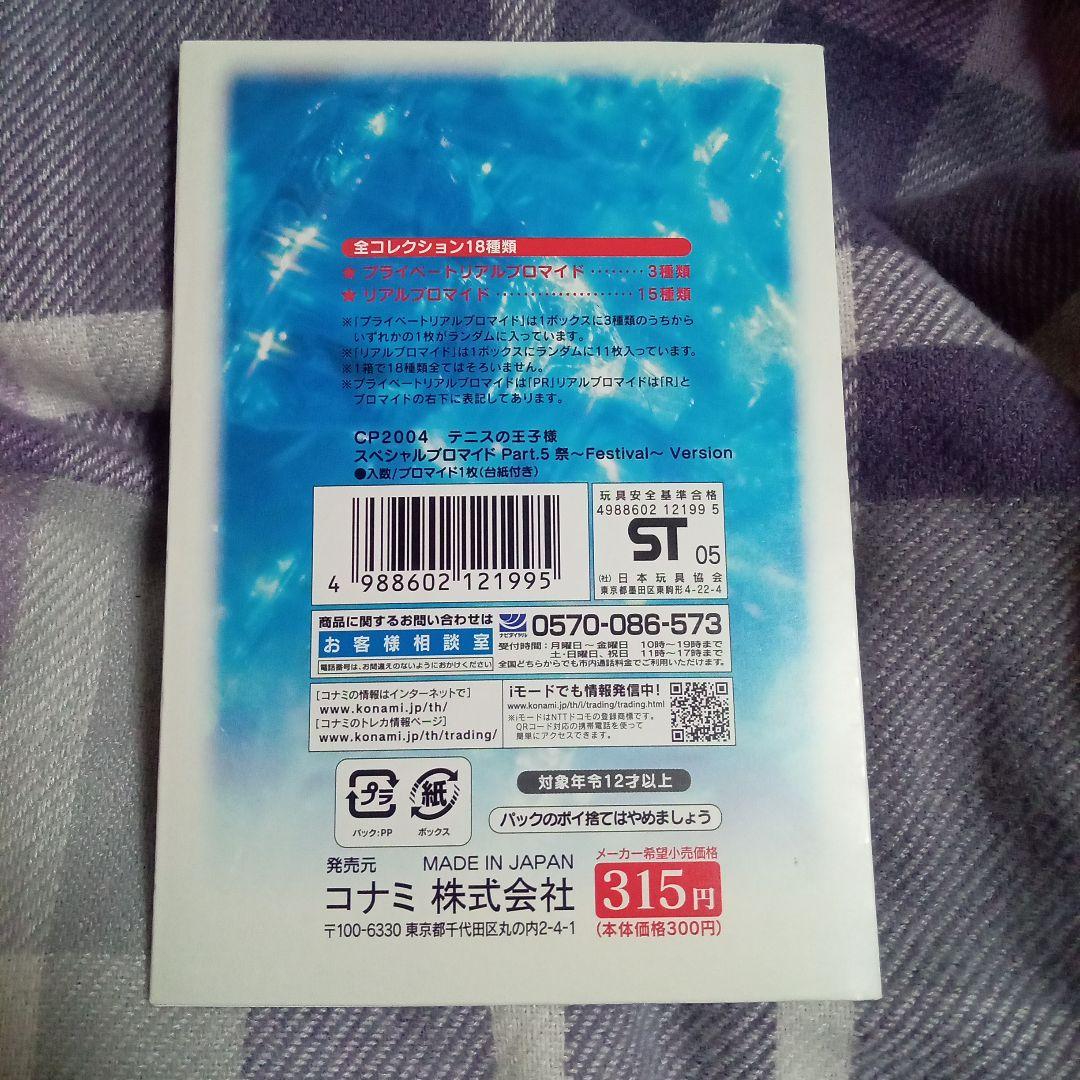 全コレクション18種類
★ プライベートリアルブロマイド ········ 3種類
★ リアルブロマイド ····················· 15種類
※「プライベートリアルブロマイド」は1ボックスに3種類のうちから
いずれかの1枚がランダムに入っています。
※「リアルブロマイド」は1ボックスにランダムに11枚入っています。
※1箱で18種類全てはそろいません。
※プライベートリアルブロマイドは「PR」リアルブロマイドは「R」と
ブロマイドの右下に表記してあります。
CP2004 テニスの王子様
スペシャルブロマイド Part.5 祭～Festival～ Version
●入数/ブロマイド1枚(台紙付き)
4 988602 121995
玩具安全基準合格
4988602 12199 5
ST 05
(社) 日本玩具協会
東京都墨田区東駒形4-22-4
商品に関するお問い合わせは
お客様相談室
電話番号は、お間違えのないようにおかけください。
ナビダイヤル 0570-086-573
受付時間:月曜日～金曜日 10時～19時まで
土・日曜日、祝日 11時～17時まで
全国どちらからでも市内通話料金でご利用いただけます。
[コナミの情報はインターネットで]
www.konami.jp/th/
[コナミのトレカ情報ページ]
www.konami.jp/th/trading/
iモードでも情報発信中!
www.konami.jp/th/i/trading/trading.html
※iモードはNTTドコモの登録商標です。
QRコード対応の携帯電話を使って
簡単にアクセスできます。
プラ
パック:PP
紙
ボックス
対象年令12才以上
パックのポイ捨てはやめましょう
発売元 MADE IN JAPAN
コナミ 株式会社
〒100-6330 東京都千代田区丸の内2-4-1
メーカー希望小売価格
315円
(本体価格300円)